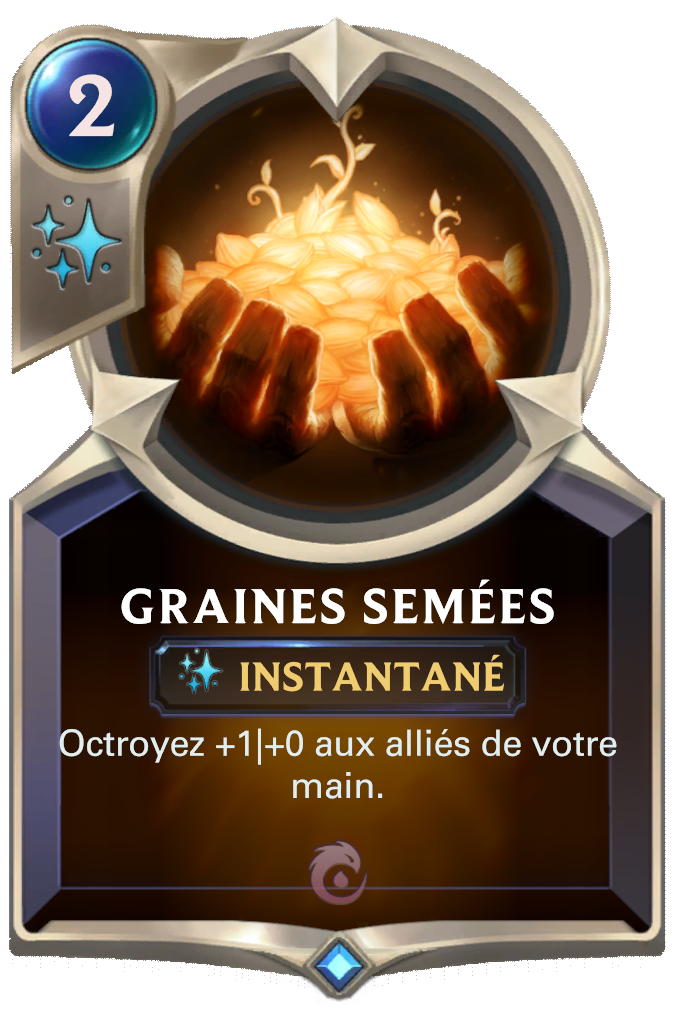 2
GRAINES SEMÉES
INSTANTANÉ
Octroyez +1|+0 aux alliés de votre
main.